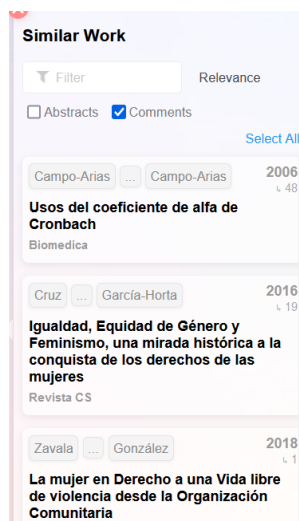 Similar Work
Filter
Relevance
Abstracts Comments
Select All
Campo-Arias ... Campo-Arias 2006
48
Usos del coeficiente de alfa de
Cronbach
Biomedica
Cruz ... García-Horta 2016
19
Igualdad, Equidad de Género y
Feminismo, una mirada histórica a la
conquista de los derechos de las
mujeres
Revista CS
Zavala ... González 2018
1
La mujer en Derecho a una Vida libre
de violencia desde la Organización
Comunitaria